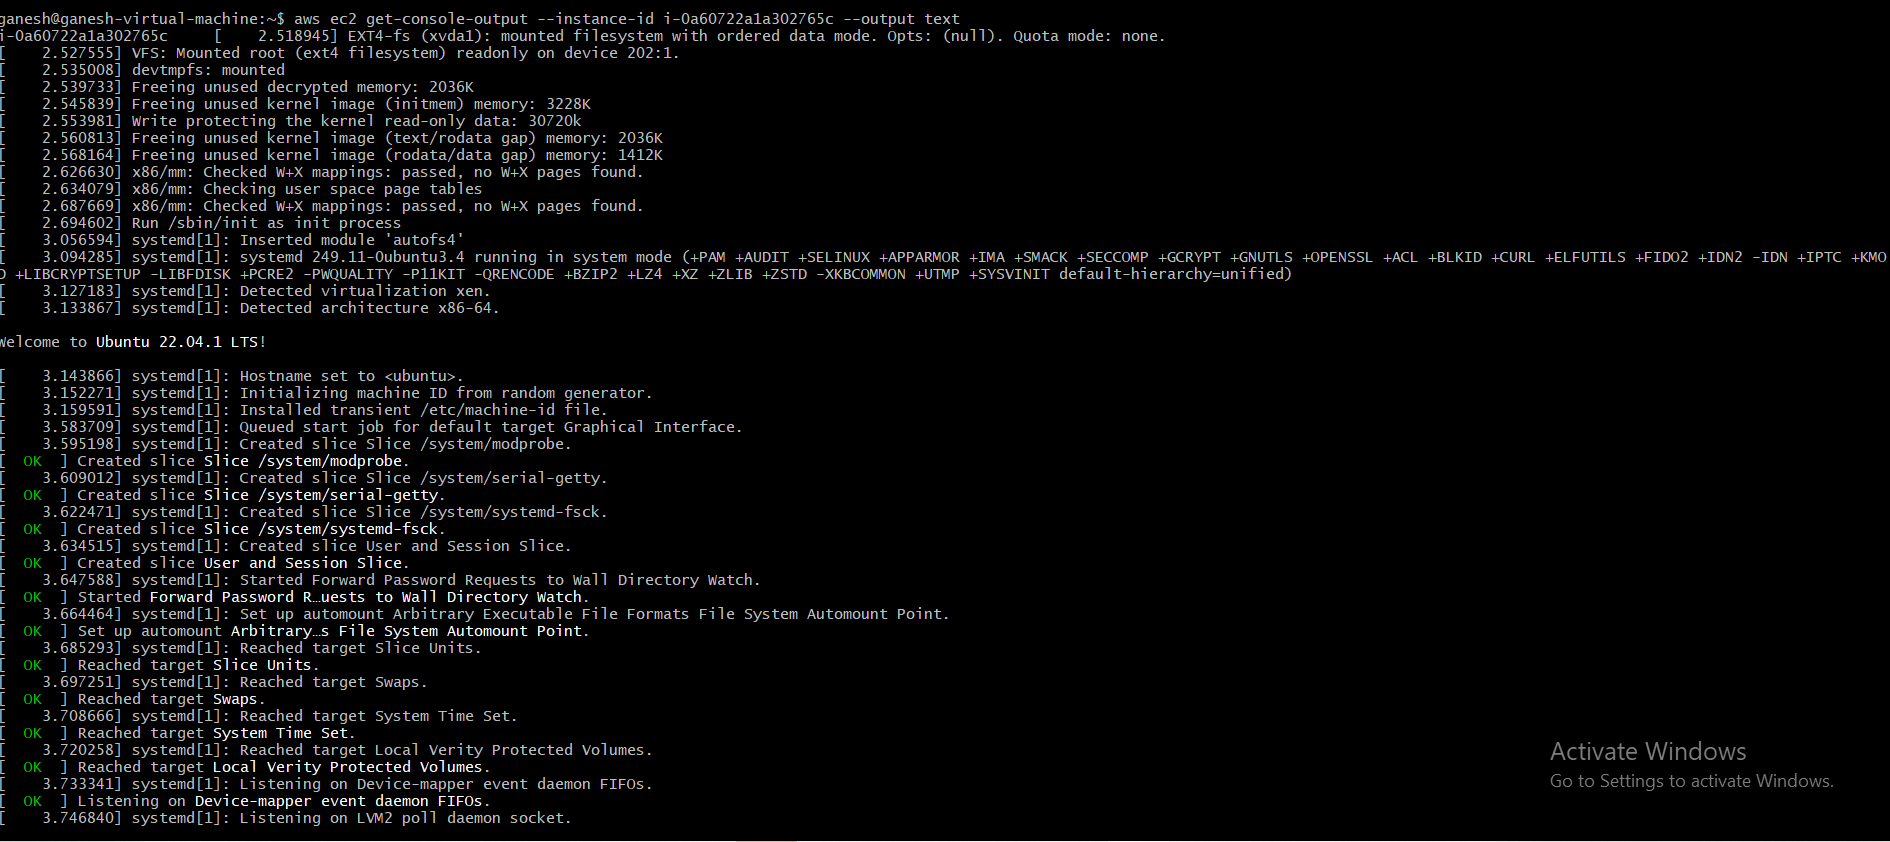 ganesh@ganesh-virtual-machine:~$ aws ec2 get-console-output --instance-id i-0a60722a1a302765c --output text
i-0a60722a1a302765c     [    2.518945] EXT4-fs (xvda1): mounted filesystem with ordered data mode. Opts: (null). Quota mode: none.
[    2.527555] VFS: Mounted root (ext4 filesystem) readonly on device 202:1.
[    2.535008] devtmpfs: mounted
[    2.539733] Freeing unused decrypted memory: 2036K
[    2.545839] Freeing unused kernel image (initmem) memory: 3228K
[    2.553981] Write protecting the kernel read-only data: 30720k
[    2.560813] Freeing unused kernel image (text/rodata gap) memory: 2036K
[    2.568164] Freeing unused kernel image (rodata/data gap) memory: 1412K
[    2.626630] x86/mm: Checked W+X mappings: passed, no W+X pages found.
[    2.634079] x86/mm: Checking user space page tables
[    2.687669] x86/mm: Checked W+X mappings: passed, no W+X pages found.
[    2.694602] Run /sbin/init as init process
[    3.056594] systemd[1]: Inserted module 'autofs4'
[    3.094285] systemd[1]: systemd 249.11-0ubuntu3.4 running in system mode (+PAM +AUDIT +SELINUX +APPARMOR +IMA +SMACK +SECCOMP +GCRYPT +GNUTLS +OPENSSL +ACL +BLKID +CURL +ELFUTILS +FIDO2 +IDN2 -IDN +IPTC +KMO
D +LIBCRYPTSETUP -LIBFDISK +PCRE2 -PWQUALITY -P11KIT -QRENCODE +BZIP2 +LZ4 +XZ +ZLIB +ZSTD -XKBCOMMON +UTMP +SYSVINIT default-hierarchy=unified)
[    3.127183] systemd[1]: Detected virtualization xen.
[    3.133867] systemd[1]: Detected architecture x86-64.
Welcome to Ubuntu 22.04.1 LTS!
[    3.143866] systemd[1]: Hostname set to <ubuntu>.
[    3.152271] systemd[1]: Initializing machine ID from random generator.
[    3.159591] systemd[1]: Installed transient /etc/machine-id file.
[    3.583709] systemd[1]: Queued start job for default target Graphical Interface.
[    3.595198] systemd[1]: Created slice Slice /system/modprobe.
[  OK  ] Created slice Slice /system/modprobe.
[    3.609012] systemd[1]: Created slice Slice /system/serial-getty.
[  OK  ] Created slice Slice /system/serial-getty.
[    3.622471] systemd[1]: Created slice Slice /system/systemd-fsck.
[  OK  ] Created slice Slice /system/systemd-fsck.
[    3.634515] systemd[1]: Created slice User and Session Slice.
[  OK  ] Created slice User and Session Slice.
[    3.647588] systemd[1]: Started Forward Password Requests to Wall Directory Watch.
[  OK  ] Started Forward Password R…uests to Wall Directory Watch.
[    3.664464] systemd[1]: Set up automount Arbitrary Executable File Formats File System Automount Point.
[  OK  ] Set up automount Arbitrary…s File System Automount Point.
[    3.685293] systemd[1]: Reached target Slice Units.
[  OK  ] Reached target Slice Units.
[    3.697251] systemd[1]: Reached target Swaps.
[  OK  ] Reached target Swaps.
[    3.708666] systemd[1]: Reached target System Time Set.
[  OK  ] Reached target System Time Set.
[    3.720258] systemd[1]: Reached target Local Verity Protected Volumes.
[  OK  ] Reached target Local Verity Protected Volumes.
[    3.733341] systemd[1]: Listening on Device-mapper event daemon FIFOs.
[  OK  ] Listening on Device-mapper event daemon FIFOs.
[    3.746840] systemd[1]: Listening on LVM2 poll daemon socket.
Activate Windows
Go to Settings to activate Windows.